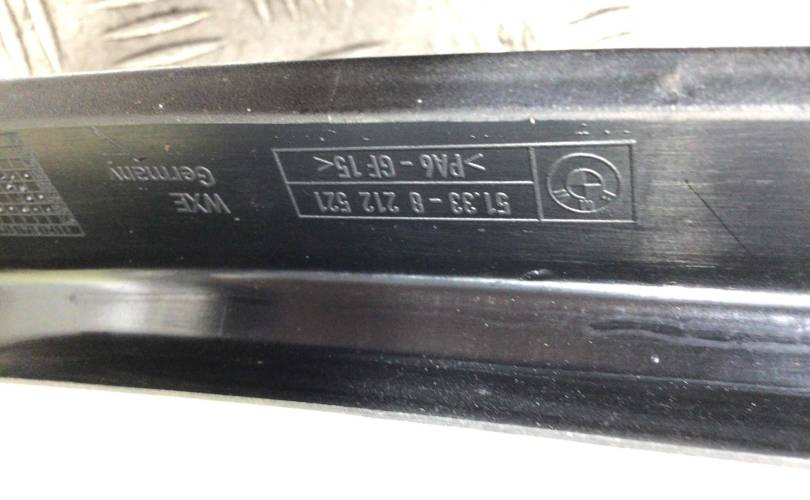 51.33 - 8 212 521
>PA6 - GF 15<
WXE
Germany